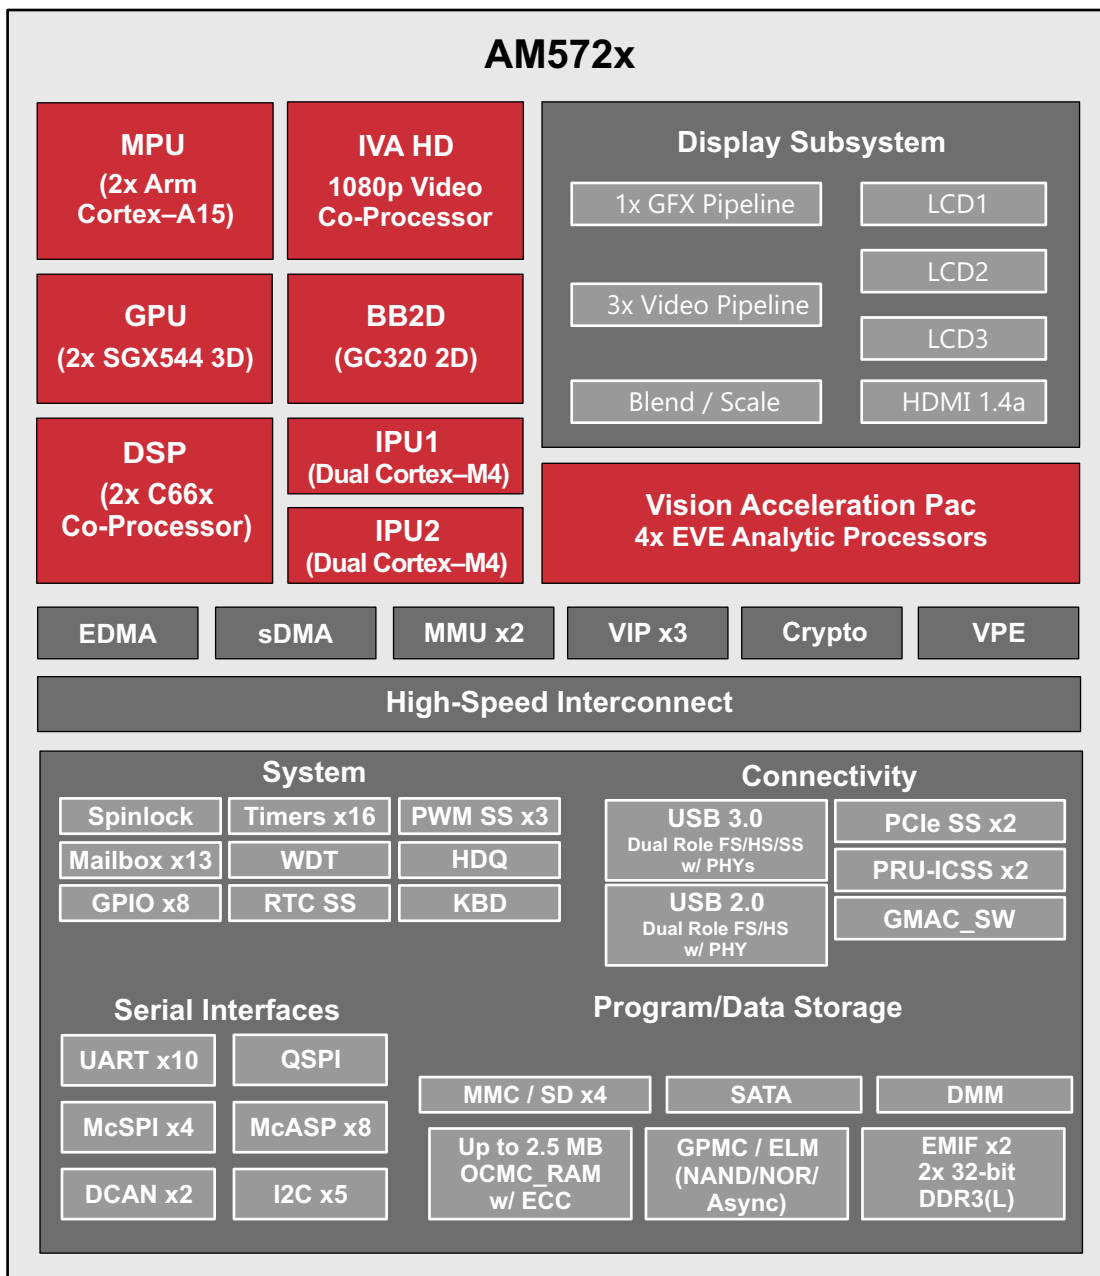 AM572x
MPU
(2x Arm
Cortex–A15)
IVA HD
1080p Video
Co-Processor
Display Subsystem
1x GFX Pipeline
LCD1
LCD2
3x Video Pipeline
LCD3
Blend / Scale
HDMI 1.4a
GPU
(2x SGX544 3D)
BB2D
(GC320 2D)
DSP
(2x C66x
Co-Processor)
IPU1
(Dual Cortex–M4)
IPU2
(Dual Cortex–M4)
Vision Acceleration Pac
4x EVE Analytic Processors
EDMA
sDMA
MMU x2
VIP x3
Crypto
VPE
High-Speed Interconnect
System
Spinlock
Timers x16
PWM SS x3
Mailbox x13
WDT
HDQ
GPIO x8
RTC SS
KBD
Connectivity
USB 3.0
Dual Role FS/HS/SS
w/ PHYs
USB 2.0
Dual Role FS/HS
w/ PHY
PCIe SS x2
PRU-ICSS x2
GMAC_SW
Serial Interfaces
UART x10
QSPI
McSPI x4
McASP x8
DCAN x2
I2C x5
Program/Data Storage
MMC / SD x4
SATA
DMM
Up to 2.5 MB
OCMC_RAM
w/ ECC
GPMC / ELM
(NAND/NOR/
Async)
EMIF x2
2x 32-bit
DDR3(L)